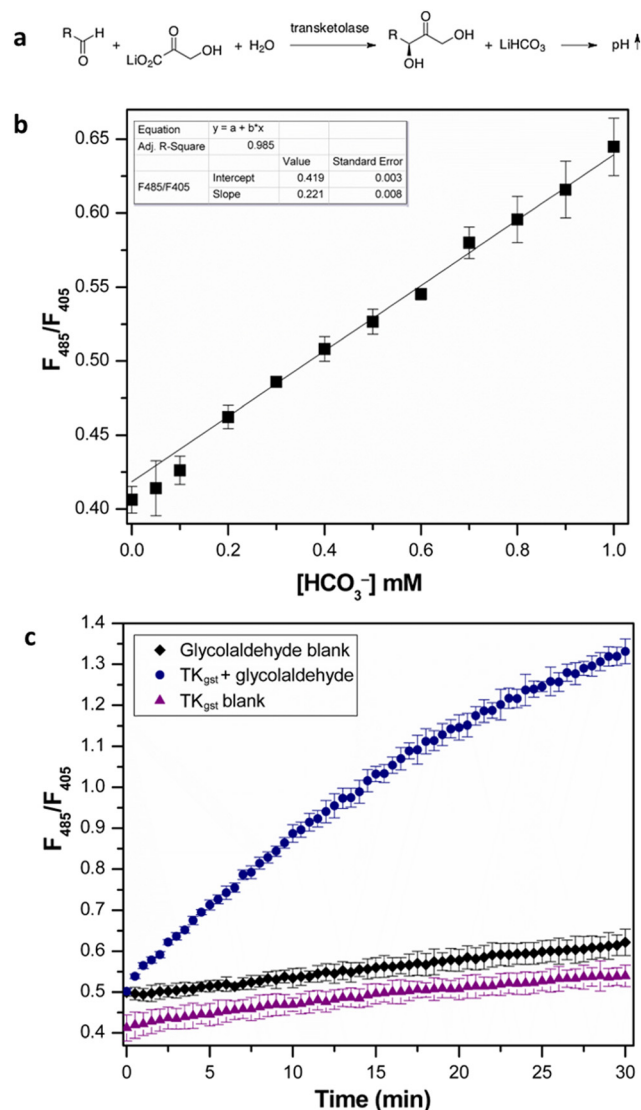 a
R H O + LiO₂C O OH + H₂O transketolase R O OH OH + LiHCO₃ pH
b
Equation y = a + b*x
Adj. R-Square 0.985
Value Standard Error
F485/F405 Intercept 0.419 0.003
Slope 0.221 0.008
0.65
0.60
0.55
0.50
0.45
0.40
F₄₈₅/F₄₀₅
0.0 0.2 0.4 0.6 0.8 1.0
[HCO₃⁻] mM
c
Glycolaldehyde blank
TKgst + glycolaldehyde
TKgst blank
1.4
1.3
1.2
1.1
1.0
0.9
0.8
0.7
0.6
0.5
0.4
F₄₈₅/F₄₀₅
0 5 10 15 20 25 30
Time (min)